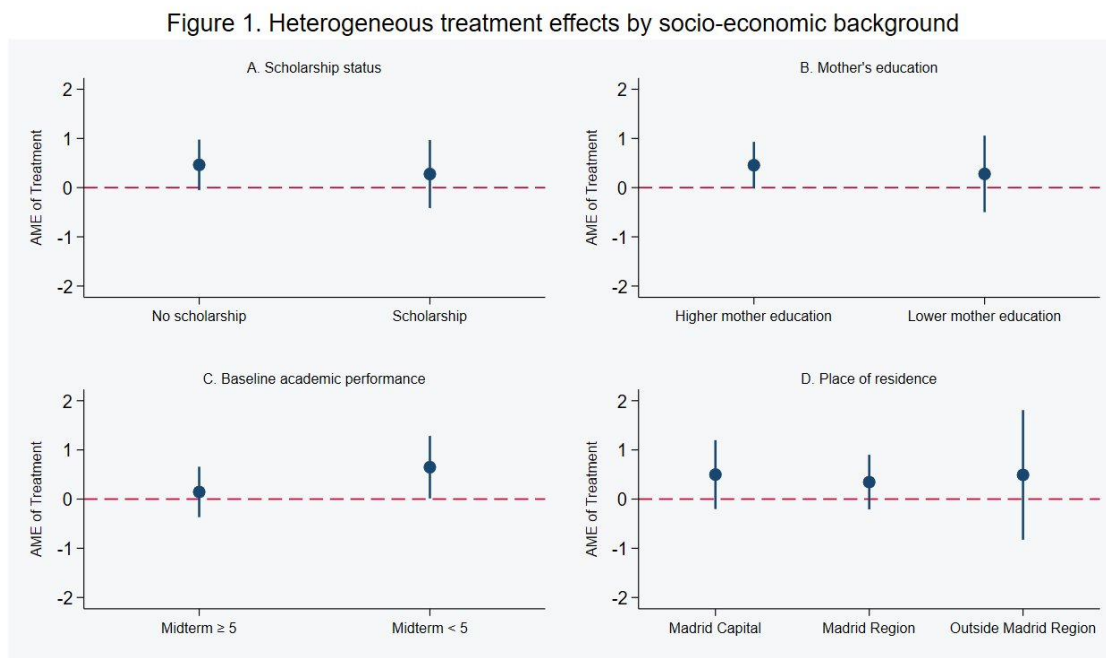 Figure 1. Heterogeneous treatment effects by socio-economic background
A. Scholarship status
AME of Treatment
2
1
0
-1
-2
No scholarship
Scholarship
B. Mother's education
AME of Treatment
2
1
0
-1
-2
Higher mother education
Lower mother education
C. Baseline academic performance
AME of Treatment
2
1
0
-1
-2
Midterm ≥ 5
Midterm < 5
D. Place of residence
AME of Treatment
2
1
0
-1
-2
Madrid Capital
Madrid Region
Outside Madrid Region